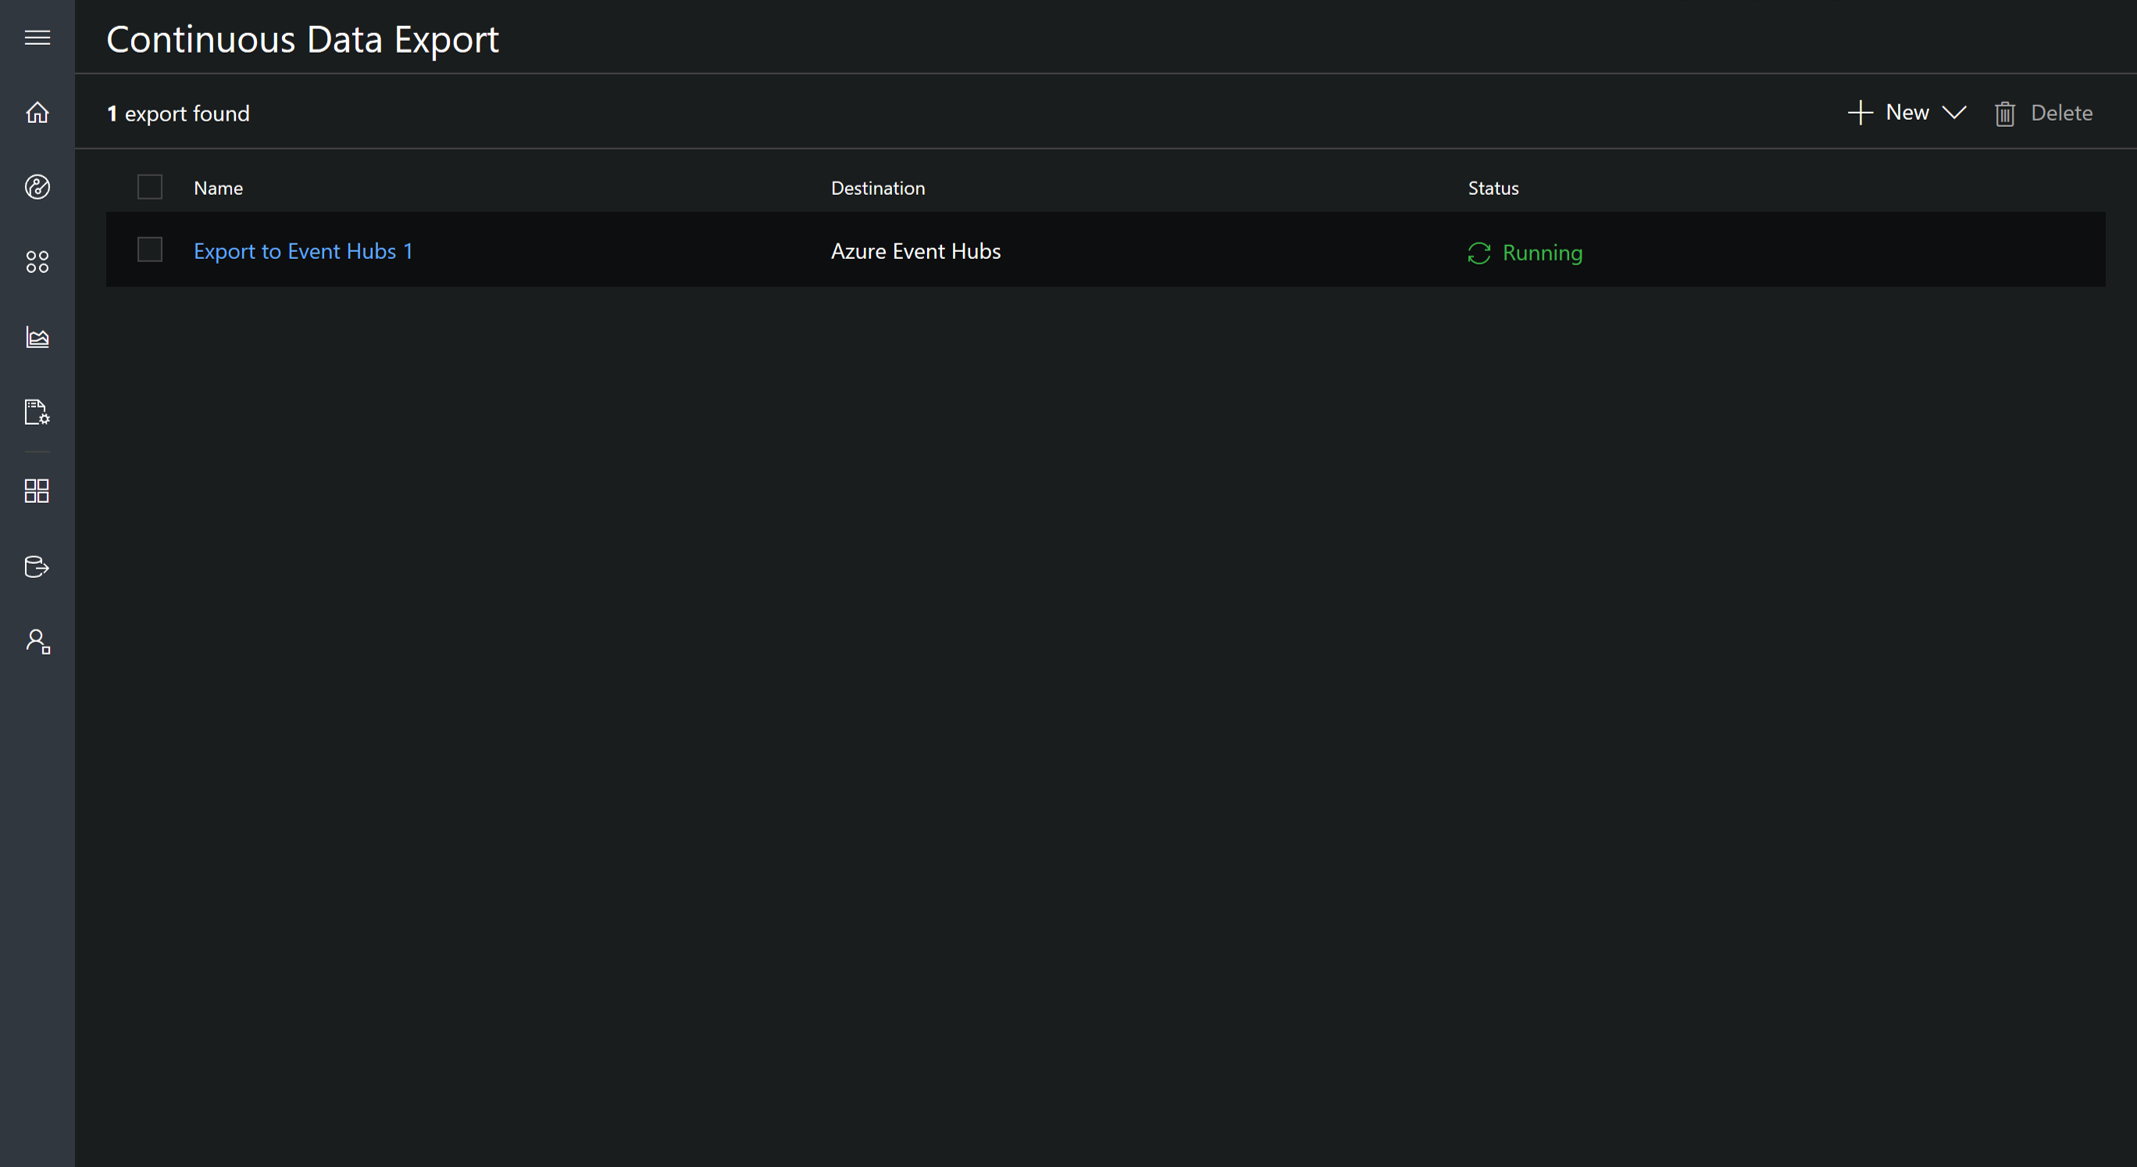 Continuous Data Export
1 export found
New
Delete
Name
Destination
Status
Export to Event Hubs 1
Azure Event Hubs
Running